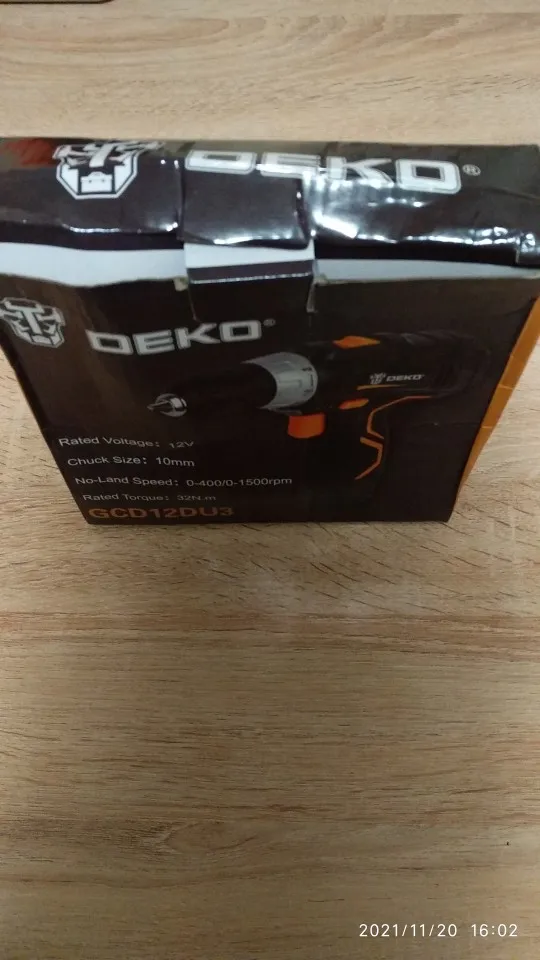 DEKO®
DEKO®
DEKO
Rated Voltage: 12V
Chuck Size: 10mm
No-Land Speed: 0-400/0-1500rpm
Rated Torque: 32N.m
GCD12DU3
2021/11/20 16:02